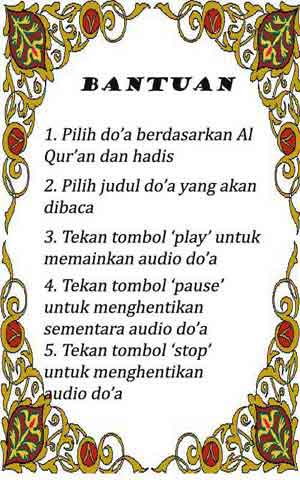 BANTUAN
1. Pilih do'a berdasarkan Al
Qur'an dan hadis
2. Pilih judul do'a yang akan
dibaca
3. Tekan tombol 'play' untuk
memainkan audio do'a
4. Tekan tombol 'pause'
untuk menghentikan
sementara audio do'a
5. Tekan tombol 'stop'
untuk menghentikan
audio do'a